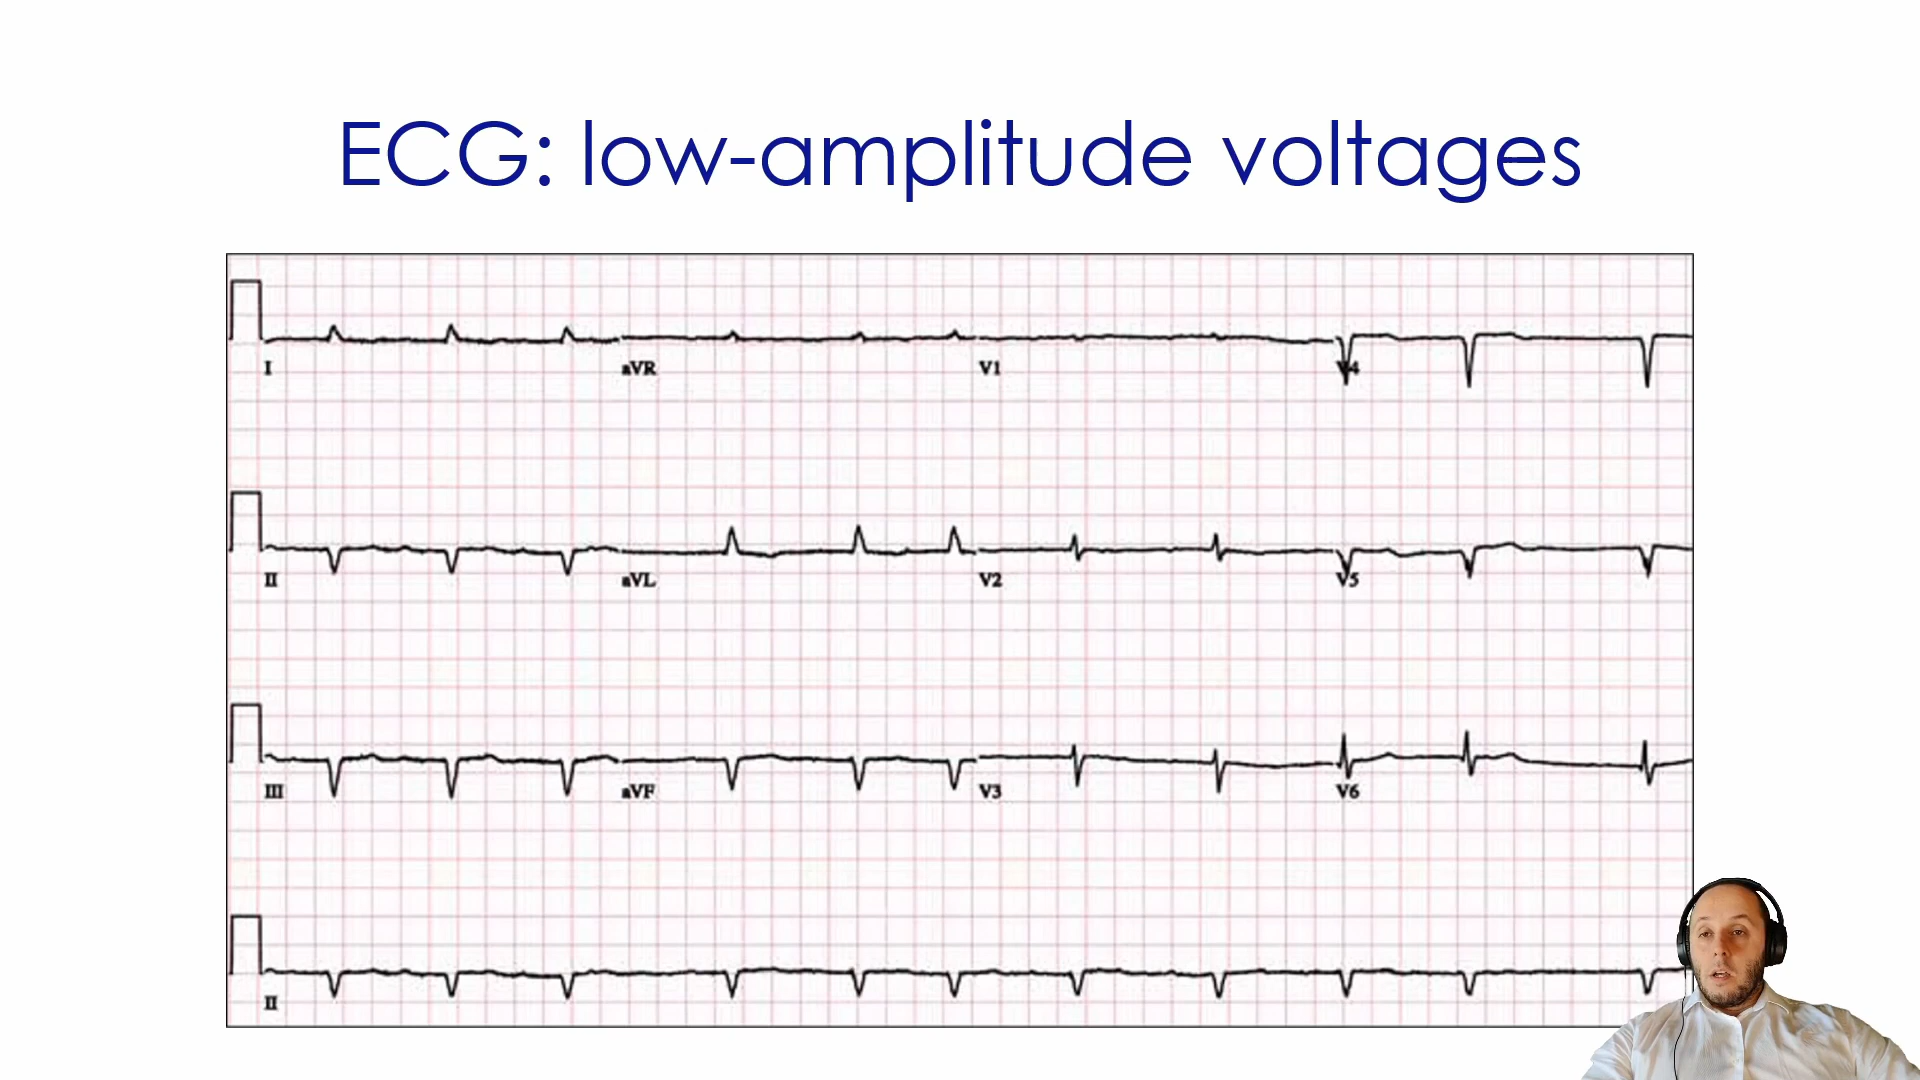 ECG: low-amplitude voltages
I aVR V1 V4
II aVL V2 V5
III aVF V3 V6
II